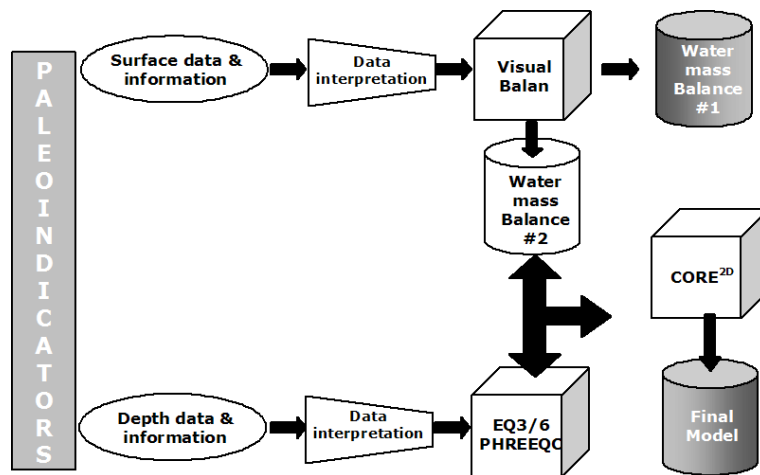 PALEOINDICATORS
Surface data &
information
Data
interpretation
Visual
Balan
Water
mass
Balance
#1
Water
mass
Balance
#2
CORE2D
Depth data &
information
Data
interpretation
EQ3/6
PHREEQC
Final
Model